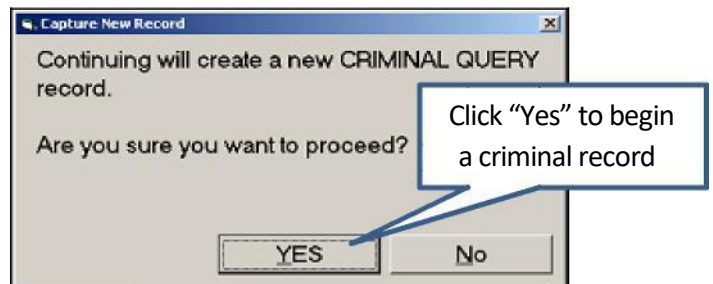 Capture New Record
Continuing will create a new CRIMINAL QUERY
record.
Are you sure you want to proceed?
Click “Yes” to begin
a criminal record
YES
No